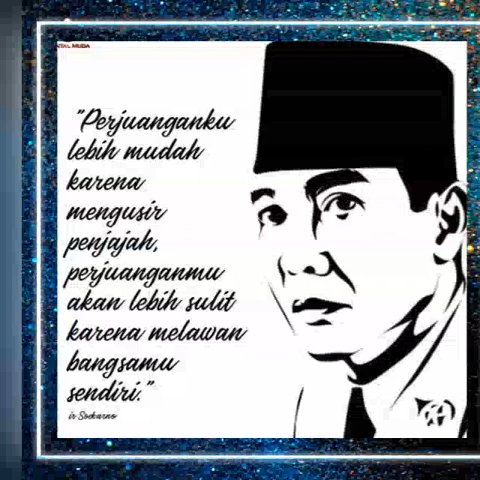 "Perjuanganku
lebih mudah
karena
mengusir
penjajah,
perjuanganmu
akan lebih sulit
karena melawan
bangsamu
sendiri."
ir Soekarno